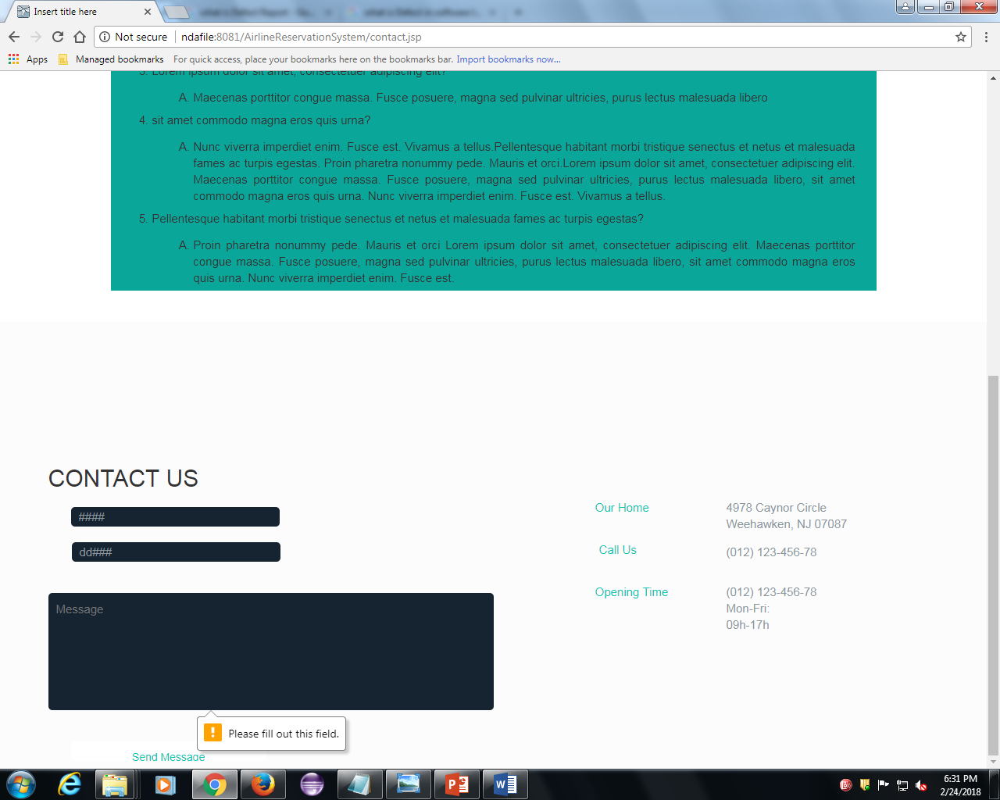 Insert title here
Not secure ndafile:8081/AirlineReservationSystem/contact.jsp
Apps Managed bookmarks For quick access, place your bookmarks here on the bookmarks bar. Import bookmarks now...
3. Lorem ipsum dolor sit amet, consectetuer adipiscing elit?
A. Maecenas porttitor congue massa. Fusce posuere, magna sed pulvinar ultricies, purus lectus malesuada libero
4. sit amet commodo magna eros quis urna?
A. Nunc viverra imperdiet enim. Fusce est. Vivamus a tellus.Pellentesque habitant morbi tristique senectus et netus et malesuada
fames ac turpis egestas. Proin pharetra nonummy pede. Mauris et orci.Lorem ipsum dolor sit amet, consectetuer adipiscing elit.
Maecenas porttitor congue massa. Fusce posuere, magna sed pulvinar ultricies, purus lectus malesuada libero, sit amet
commodo magna eros quis urna. Nunc viverra imperdiet enim. Fusce est. Vivamus a tellus.
5. Pellentesque habitant morbi tristique senectus et netus et malesuada fames ac turpis egestas?
A. Proin pharetra nonummy pede. Mauris et orci Lorem ipsum dolor sit amet, consectetuer adipiscing elit. Maecenas porttitor
congue massa. Fusce posuere, magna sed pulvinar ultricies, purus lectus malesuada libero, sit amet commodo magna eros
quis urna. Nunc viverra imperdiet enim. Fusce est.
CONTACT US
####
dd###
Message
Please fill out this field.
Send Message
Our Home
4978 Caynor Circle
Weehawken, NJ 07087
Call Us
(012) 123-456-78
Opening Time
(012) 123-456-78
Mon-Fri:
09h-17h
6:31 PM
2/24/2018